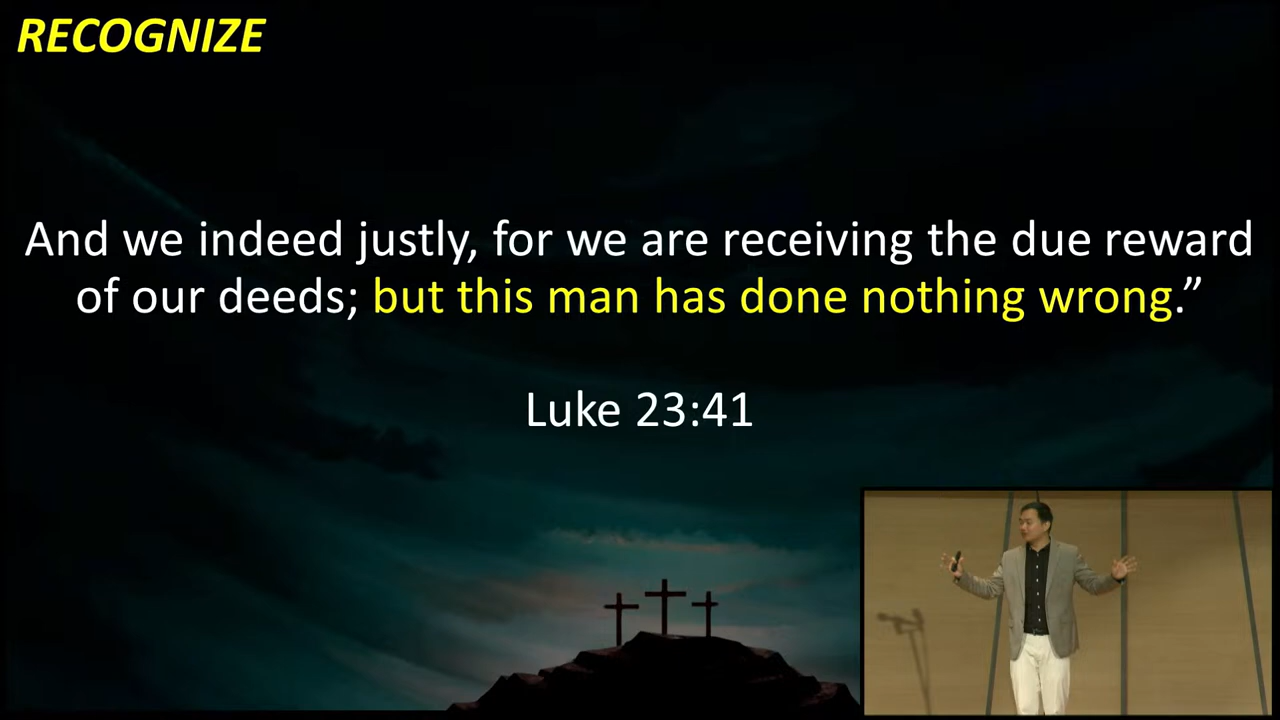 RECOGNIZE
And we indeed justly, for we are receiving the due reward
of our deeds; but this man has done nothing wrong.”
Luke 23:41